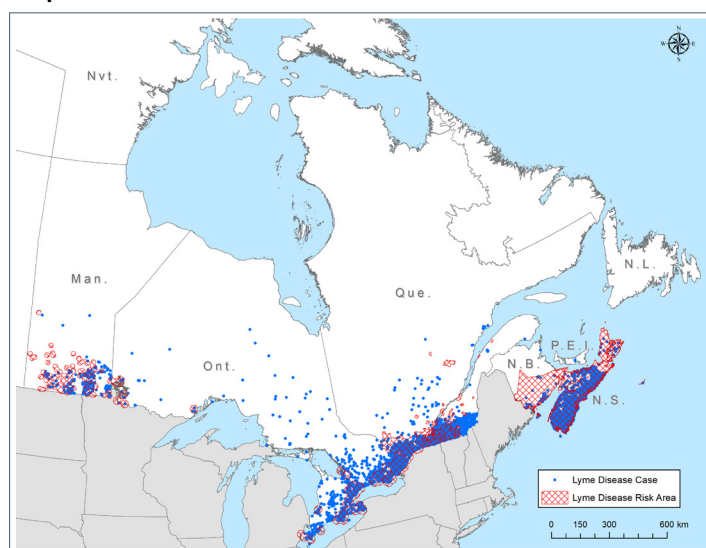 N
W E
S
Nvt.
Man.
Ont.
Que.
N.L.
P.E.I.
N.B.
N.S.
Lyme Disease Case
Lyme Disease Risk Area
0 150 300 600 km